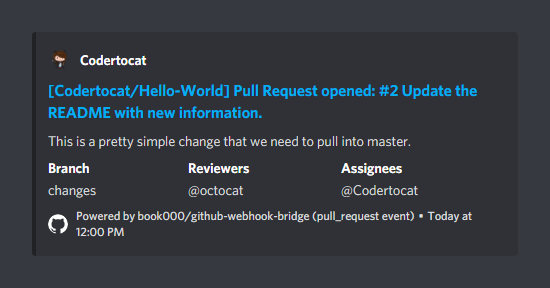 Codertocat
[Codertocat/Hello-World] Pull Request opened: #2 Update the
README with new information.
This is a pretty simple change that we need to pull into master.
Branch Reviewers Assignees
changes @octocat @Codertocat
Powered by book000/github-webhook-bridge (pull_request event) • Today at
12:00 PM